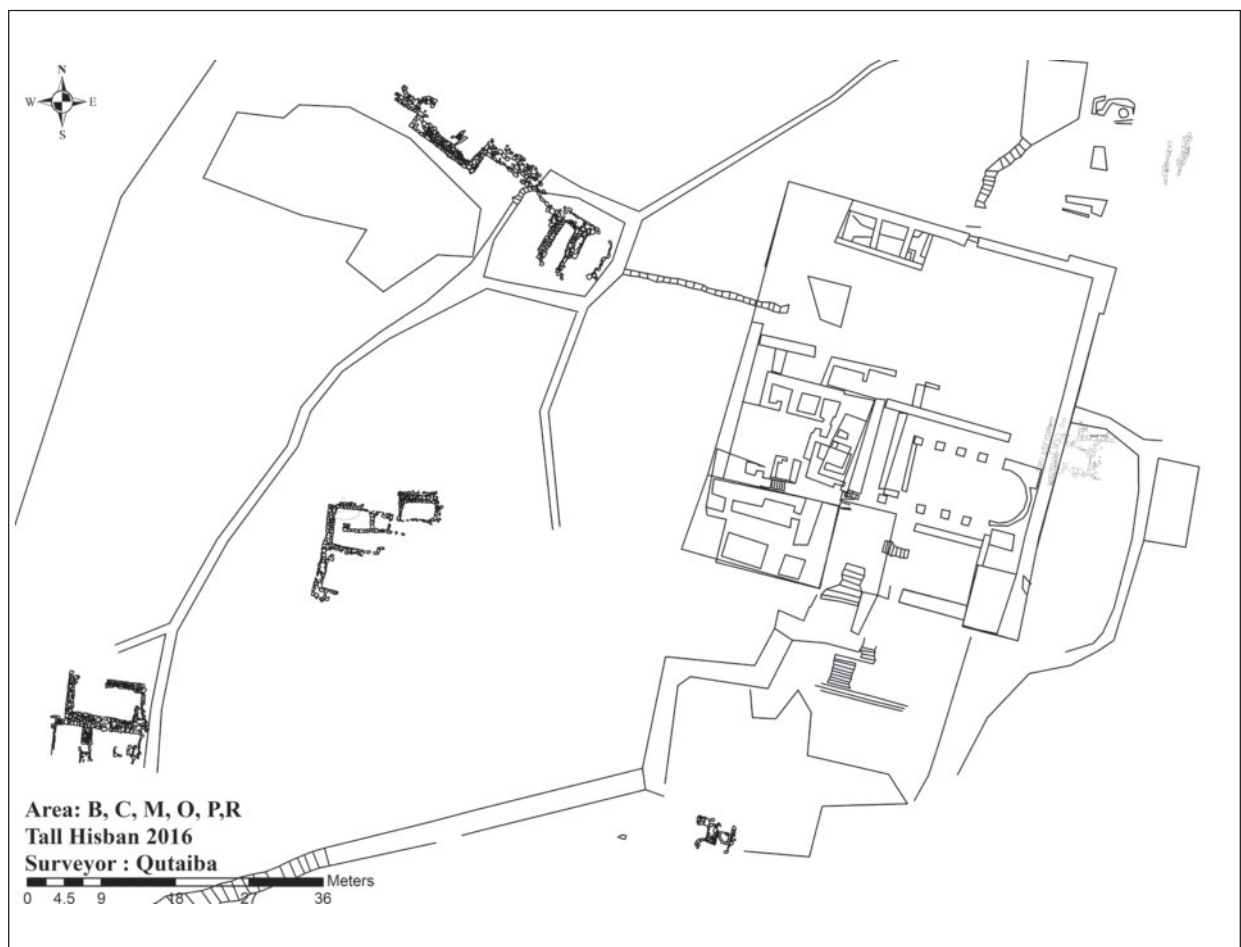 N
W E
S
Area: B, C, M, O, P,R
Tall Hisban 2016
Surveyor : Qutaiba
Meters
0 4.5 9 18 27 36